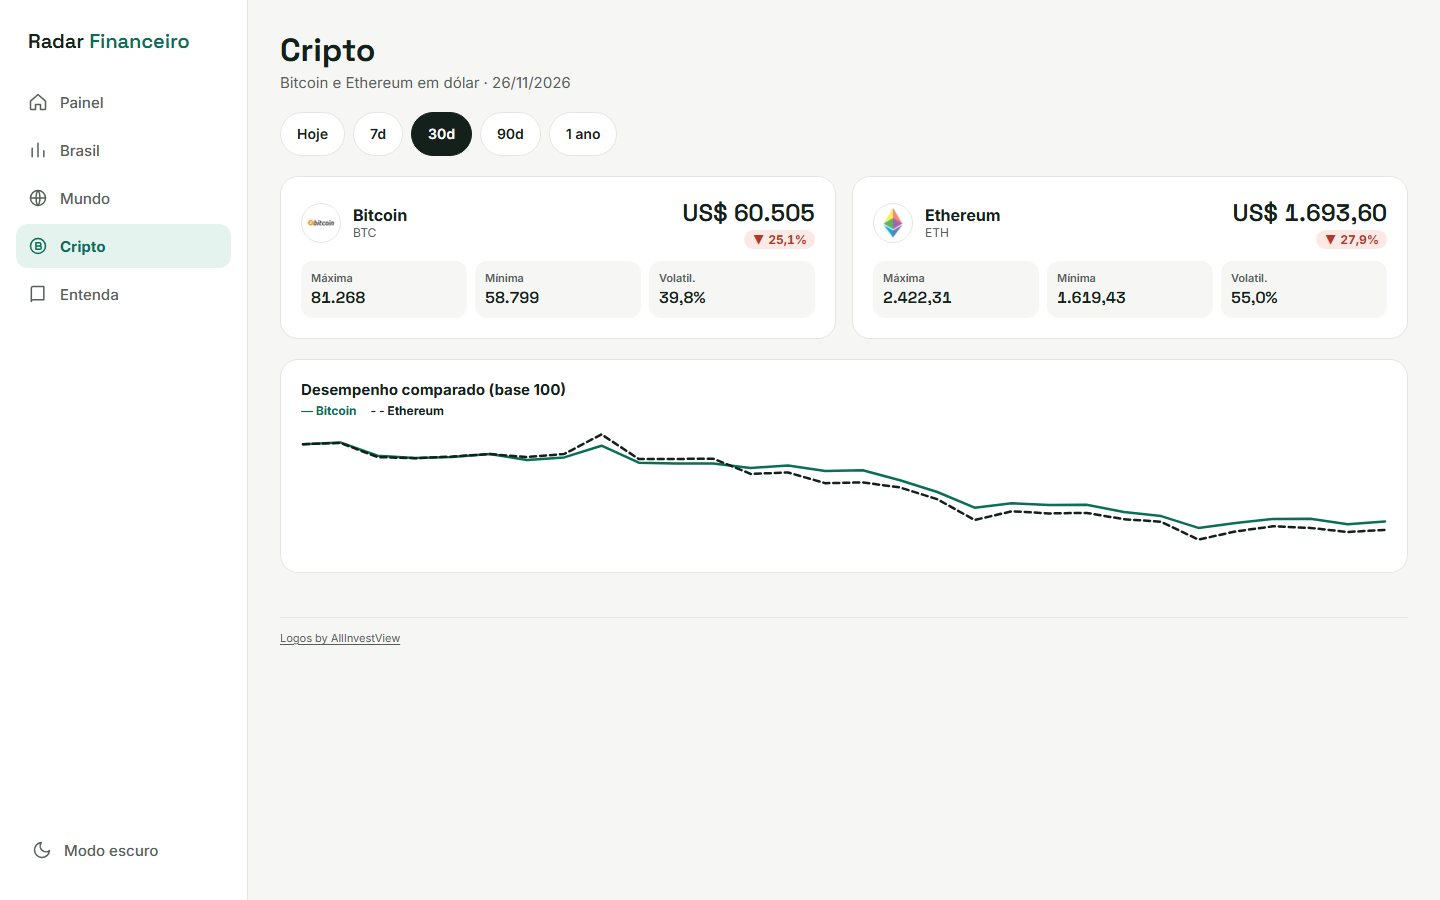 Radar Financeiro
Painel
Brasil
Mundo
Cripto
Entenda
Modo escuro
Cripto
Bitcoin e Ethereum em dólar · 26/11/2026
Hoje 7d 30d 90d 1 ano
bitcoin
Bitcoin
BTC
US$ 60.505
▼ 25,1%
Máxima
81.268
Mínima
58.799
Volatil.
39,8%
Ethereum
ETH
US$ 1.693,60
▼ 27,9%
Máxima
2.422,31
Mínima
1.619,43
Volatil.
55,0%
Desempenho comparado (base 100)
— Bitcoin - - Ethereum
Logos by AllInvestView